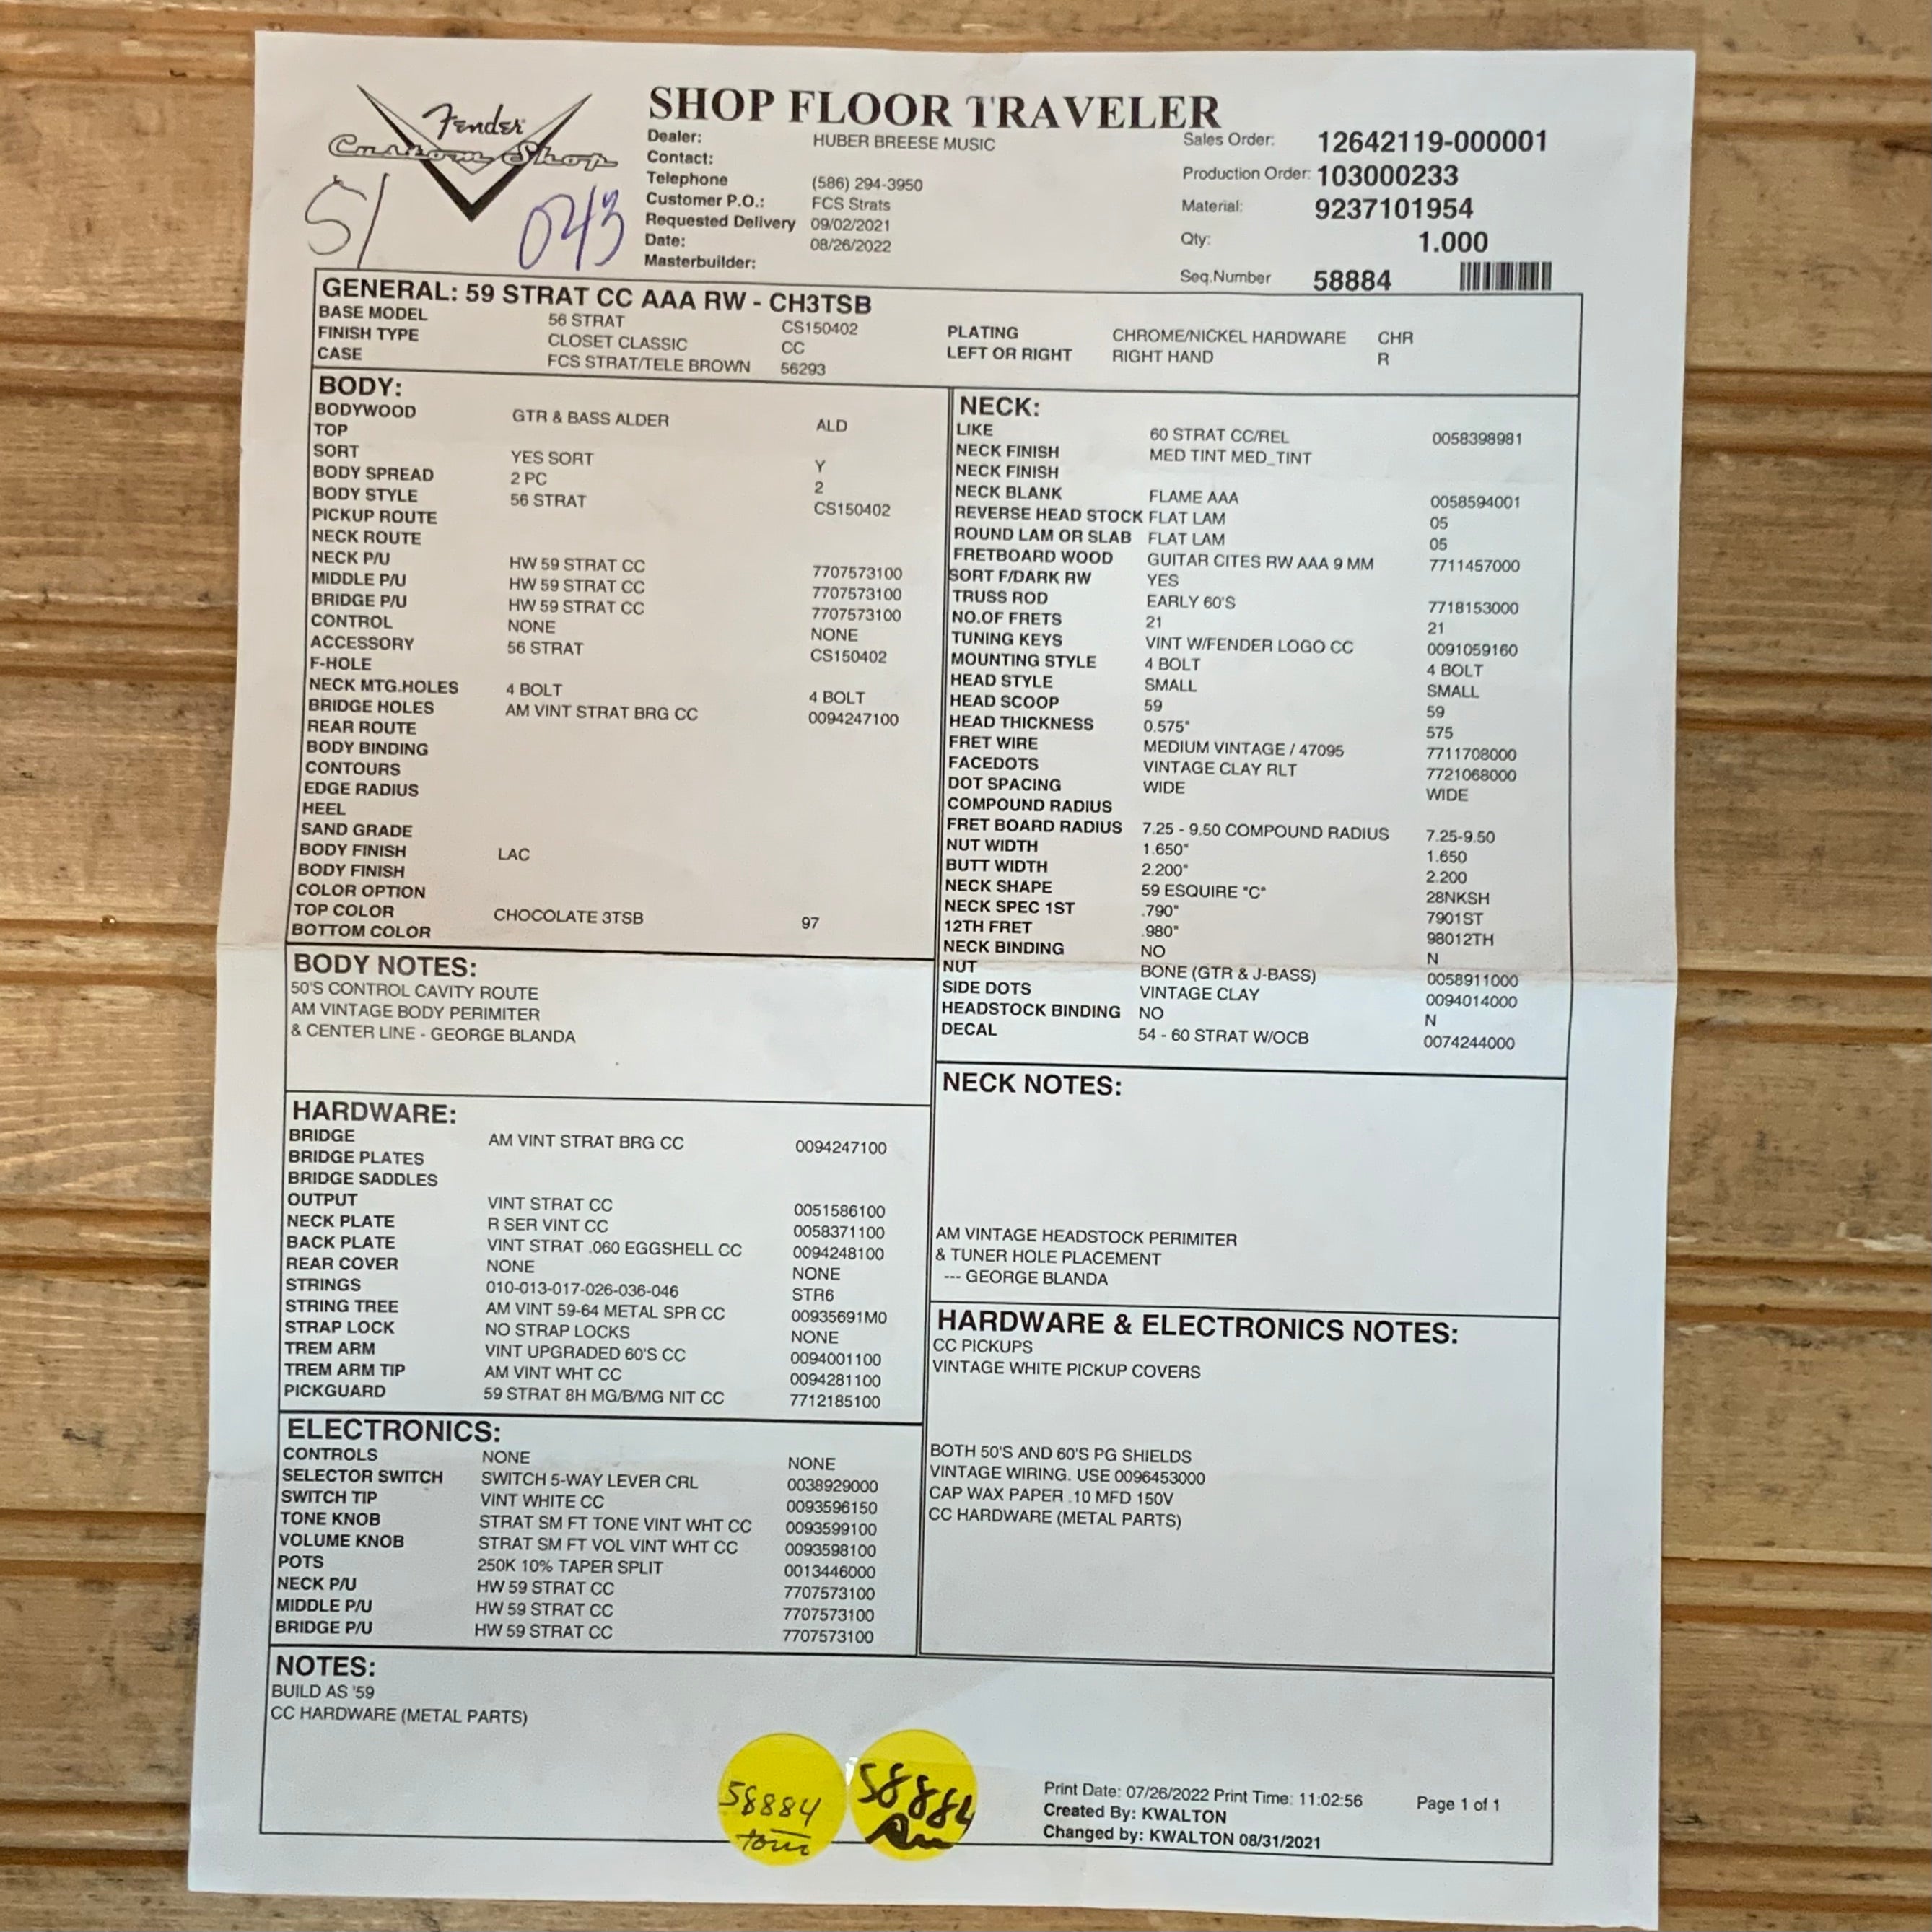 Fender
Custom Shop
S/
043
SHOP FLOOR TRAVELER
Dealer: HUBER BREESE MUSIC
Contact:
Telephone (586) 294-3950
Customer P.O.: FCS Strats
Requested Delivery 09/02/2021
Date: 08/26/2022
Masterbuilder:
Sales Order: 12642119-000001
Production Order: 103000233
Material: 9237101954
Qty: 1.000
Seq.Number 58884
GENERAL: 59 STRAT CC AAA RW - CH3TSB
BASE MODEL 56 STRAT CS150402
FINISH TYPE CLOSET CLASSIC CC
CASE FCS STRAT/TELE BROWN 56293
PLATING CHROME/NICKEL HARDWARE CHR
LEFT OR RIGHT RIGHT HAND R
BODY:
BODYWOOD GTR & BASS ALDER ALD
TOP
SORT YES SORT Y
BODY SPREAD 2 PC 2
BODY STYLE 56 STRAT CS150402
PICKUP ROUTE
NECK ROUTE
NECK P/U HW 59 STRAT CC 7707573100
MIDDLE P/U HW 59 STRAT CC 7707573100
BRIDGE P/U HW 59 STRAT CC 7707573100
CONTROL NONE NONE
ACCESSORY 56 STRAT CS150402
F-HOLE
NECK MTG.HOLES 4 BOLT 4 BOLT
BRIDGE HOLES AM VINT STRAT BRG CC 0094247100
REAR ROUTE
BODY BINDING
CONTOURS
EDGE RADIUS
HEEL
SAND GRADE
BODY FINISH LAC
BODY FINISH
COLOR OPTION
TOP COLOR CHOCOLATE 3TSB 97
BOTTOM COLOR
BODY NOTES:
50'S CONTROL CAVITY ROUTE
AM VINTAGE BODY PERIMITER
& CENTER LINE - GEORGE BLANDA
HARDWARE:
BRIDGE AM VINT STRAT BRG CC 0094247100
BRIDGE PLATES
BRIDGE SADDLES
OUTPUT VINT STRAT CC 0051586100
NECK PLATE R SER VINT CC 0058371100
BACK PLATE VINT STRAT .060 EGGSHELL CC 0094248100
REAR COVER NONE NONE
STRINGS 010-013-017-026-036-046 STR6
STRING TREE AM VINT 59-64 METAL SPR CC 00935691M0
STRAP LOCK NO STRAP LOCKS NONE
TREM ARM VINT UPGRADED 60'S CC 0094001100
TREM ARM TIP AM VINT WHT CC 0094281100
PICKGUARD 59 STRAT 8H MG/B/MG NIT CC 7712185100
ELECTRONICS:
CONTROLS NONE NONE
SELECTOR SWITCH SWITCH 5-WAY LEVER CRL 0038929000
SWITCH TIP VINT WHITE CC 0093596150
TONE KNOB STRAT SM FT TONE VINT WHT CC 0093599100
VOLUME KNOB STRAT SM FT VOL VINT WHT CC 0093598100
POTS 250K 10% TAPER SPLIT 0013446000
NECK P/U HW 59 STRAT CC 7707573100
MIDDLE P/U HW 59 STRAT CC 7707573100
BRIDGE P/U HW 59 STRAT CC 7707573100
NECK:
LIKE 60 STRAT CC/REL 0058398981
NECK FINISH MED TINT MED_TINT
NECK FINISH
NECK BLANK FLAME AAA 0058594001
REVERSE HEAD STOCK FLAT LAM 05
ROUND LAM OR SLAB FLAT LAM 05
FRETBOARD WOOD GUITAR CITES RW AAA 9 MM 7711457000
SORT F/DARK RW YES
TRUSS ROD EARLY 60'S 7718153000
NO.OF FRETS 21 21
TUNING KEYS VINT W/FENDER LOGO CC 0091059160
MOUNTING STYLE 4 BOLT 4 BOLT
HEAD STYLE SMALL SMALL
HEAD SCOOP 59 59
HEAD THICKNESS 0.575" 575
FRET WIRE MEDIUM VINTAGE / 47095 7711708000
FACEDOTS VINTAGE CLAY RLT 7721068000
DOT SPACING WIDE WIDE
COMPOUND RADIUS
FRET BOARD RADIUS 7.25 - 9.50 COMPOUND RADIUS 7.25-9.50
NUT WIDTH 1.650" 1.650
BUTT WIDTH 2.200" 2.200
NECK SHAPE 59 ESQUIRE "C" 28NKSH
NECK SPEC 1ST .790" 7901ST
12TH FRET .980" 98012TH
NECK BINDING NO N
NUT BONE (GTR & J-BASS) 0058911000
SIDE DOTS VINTAGE CLAY 0094014000
HEADSTOCK BINDING NO N
DECAL 54 - 60 STRAT W/OCB 0074244000
NECK NOTES:
AM VINTAGE HEADSTOCK PERIMITER
& TUNER HOLE PLACEMENT
--- GEORGE BLANDA
HARDWARE & ELECTRONICS NOTES:
CC PICKUPS
VINTAGE WHITE PICKUP COVERS
BOTH 50'S AND 60'S PG SHIELDS
VINTAGE WIRING. USE 0096453000
CAP WAX PAPER .10 MFD 150V
CC HARDWARE (METAL PARTS)
NOTES:
BUILD AS '59
CC HARDWARE (METAL PARTS)
58884
58884
Print Date: 07/26/2022 Print Time: 11:02:56
Created By: KWALTON
Changed by: KWALTON 08/31/2021
Page 1 of 1